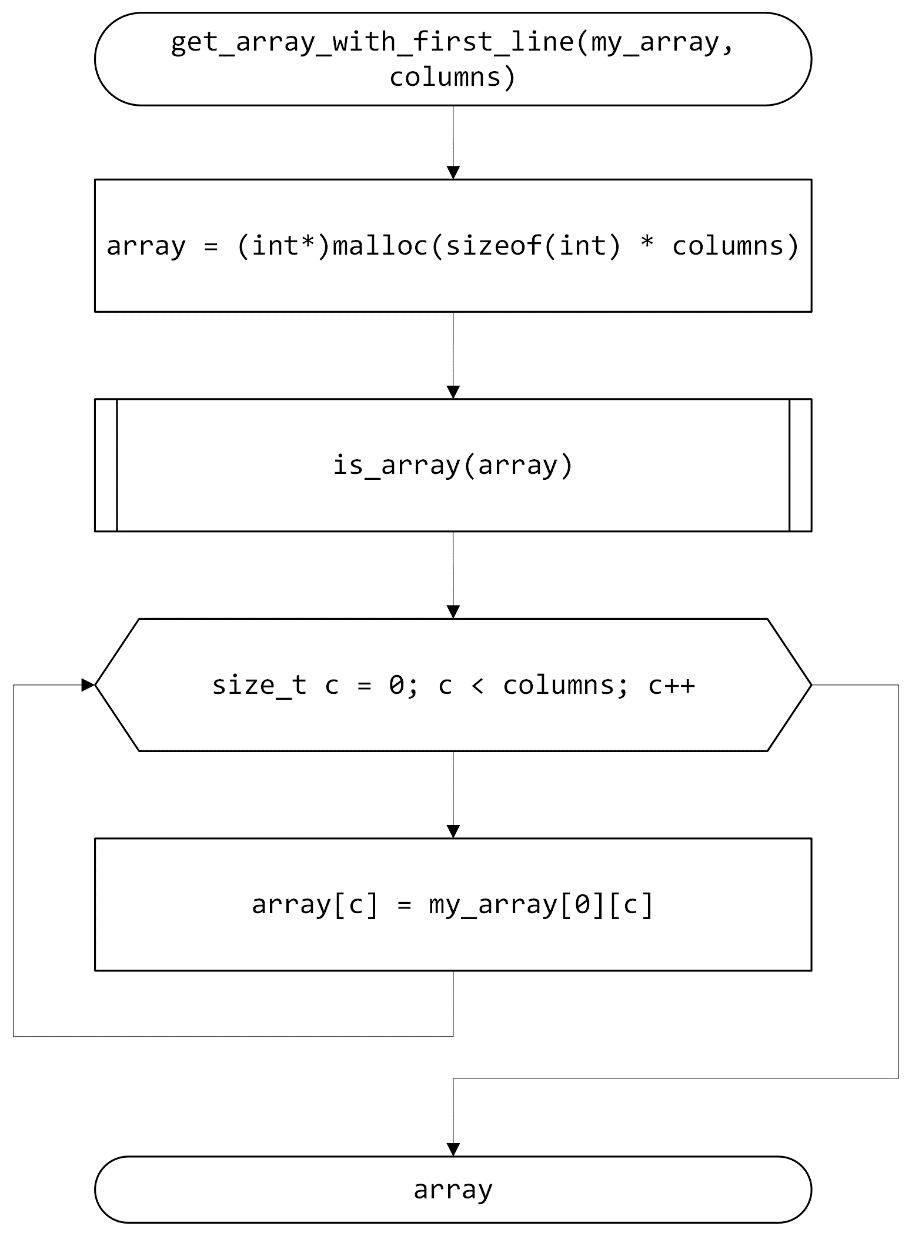 get_array_with_first_line(my_array,
columns)
array = (int*)malloc(sizeof(int) * columns)
is_array(array)
size_t c = 0; c < columns; c++
array[c] = my_array[0][c]
array